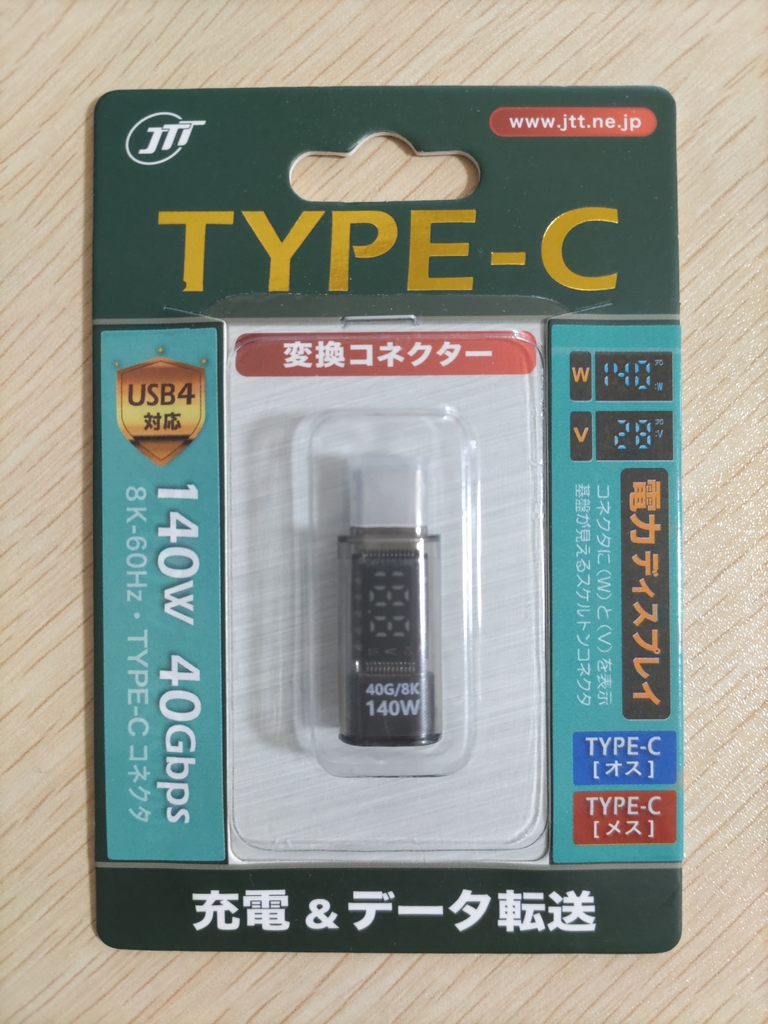 JTT
www.jtt.ne.jp
TYPE-C
変換コネクター
USB4
対応
140W 40Gbps
8K-60Hz・TYPE-Cコネクタ
W
140
V
28
電力ディスプレイ
コネクタに(W)と(V)を表示
基盤が見えるスケルトンコネクタ
TYPE-C
[オス]
TYPE-C
[メス]
40G/8K
140W
充電&データ転送